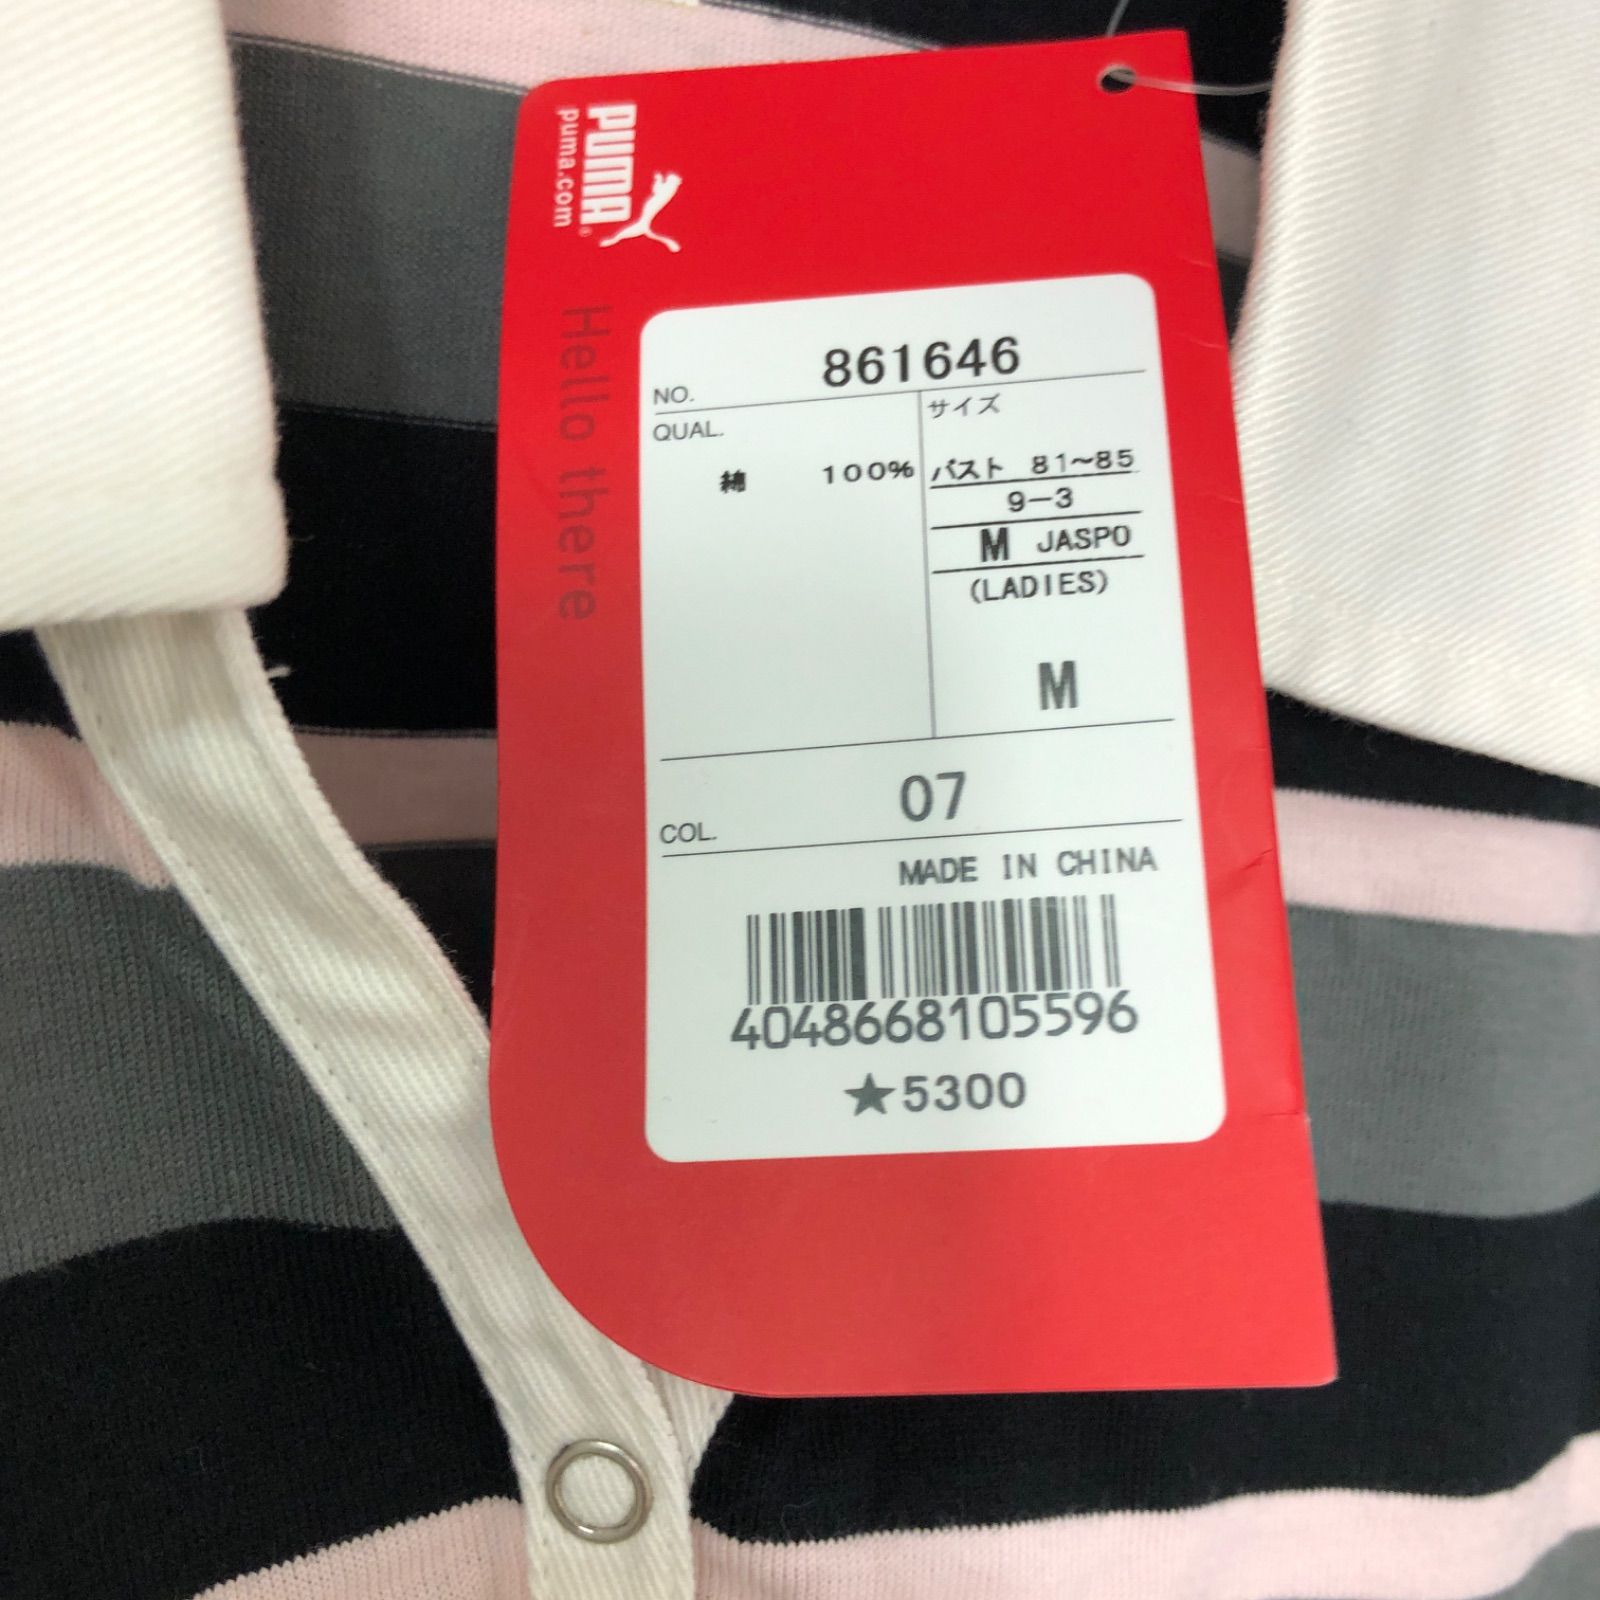 PUMA®
puma.com
Hello there
NO. 861646
QUAL.
綿 100%
サイズ
バスト 81~85
9-3
M JASPO
(LADIES)
M
COL. 07
MADE IN CHINA
4048668105596
★5300